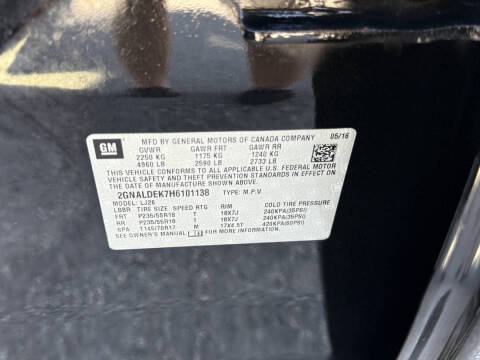 GM
MFD BY GENERAL MOTORS OF CANADA COMPANY 05/16
GVWR GAWR FRT GAWR RR
2250 KG 1175 KG 1240 KG
4960 LB 2590 LB 2733 LB
THIS VEHICLE CONFORMS TO ALL APPLICABLE U.S. FEDERAL MOTOR
VEHICLE SAFETY AND THEFT PREVENTION STANDARDS IN EFFECT
ON THE DATE OF MANUFACTURE SHOWN ABOVE.
2GNALDEK7H6101138 TYPE: M.P.V.
MODEL: LJ26
LBBR TIRE SIZE SPEED RTG RIM COLD TIRE PRESSURE
FRT P235/55R18 T 18X7J 240KPA(35PSI)
RR P235/55R18 T 18X7J 240KPA(35PSI)
SPA T145/70R17 M 17X4 ST 420KPA(60PSI)
SEE OWNER'S MANUAL FOR MORE INFORMATION.